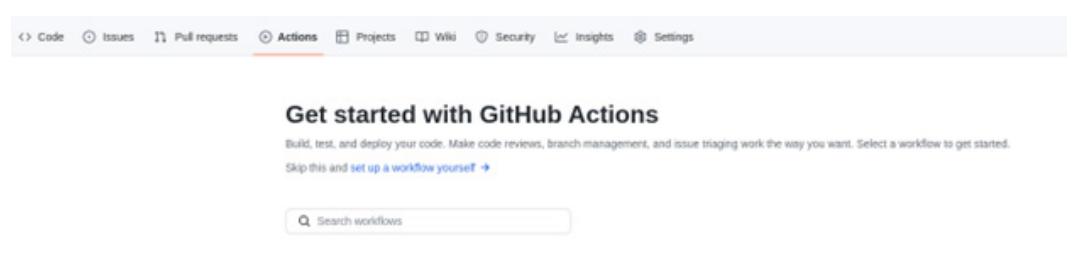 Code Issues Pull requests Actions Projects Wiki Security Insights Settings
Get started with GitHub Actions
Build, test, and deploy your code. Make code reviews, branch management, and issue triaging work the way you want. Select a workflow to get started.
Skip this and set up a workflow yourself →
Search workflows